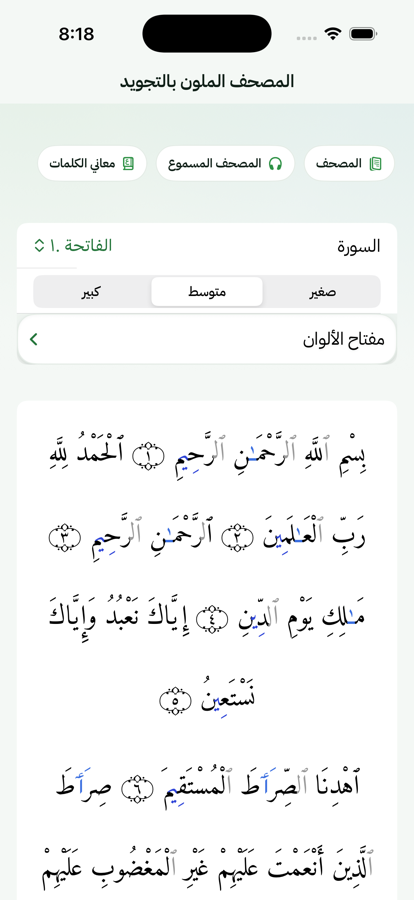 8:18
المصحف الملون بالتجويد
المصحف
المصحف المسموع
معاني الكلمات
السورة
١. الفاتحة
صغير
متوسط
كبير
مفتاح الألوان
بِسْمِ ٱللَّهِ ٱلرَّحْمَـٰنِ ٱلرَّحِيمِ ١ ٱلْحَمْدُ لِلَّهِ
رَبِّ ٱلْعَـٰلَمِينَ ٢ ٱلرَّحْمَـٰنِ ٱلرَّحِيمِ ٣
مَـٰلِكِ يَوْمِ ٱلدِّينِ ٤ إِيَّاكَ نَعْبُدُ وَإِيَّاكَ
نَسْتَعِينُ ٥
ٱهْدِنَا ٱلصِّرَٰطَ ٱلْمُسْتَقِيمَ ٦ صِرَٰطَ
ٱلَّذِينَ أَنْعَمْتَ عَلَيْهِمْ غَيْرِ ٱلْمَغْضُوبِ عَلَيْهِمْ